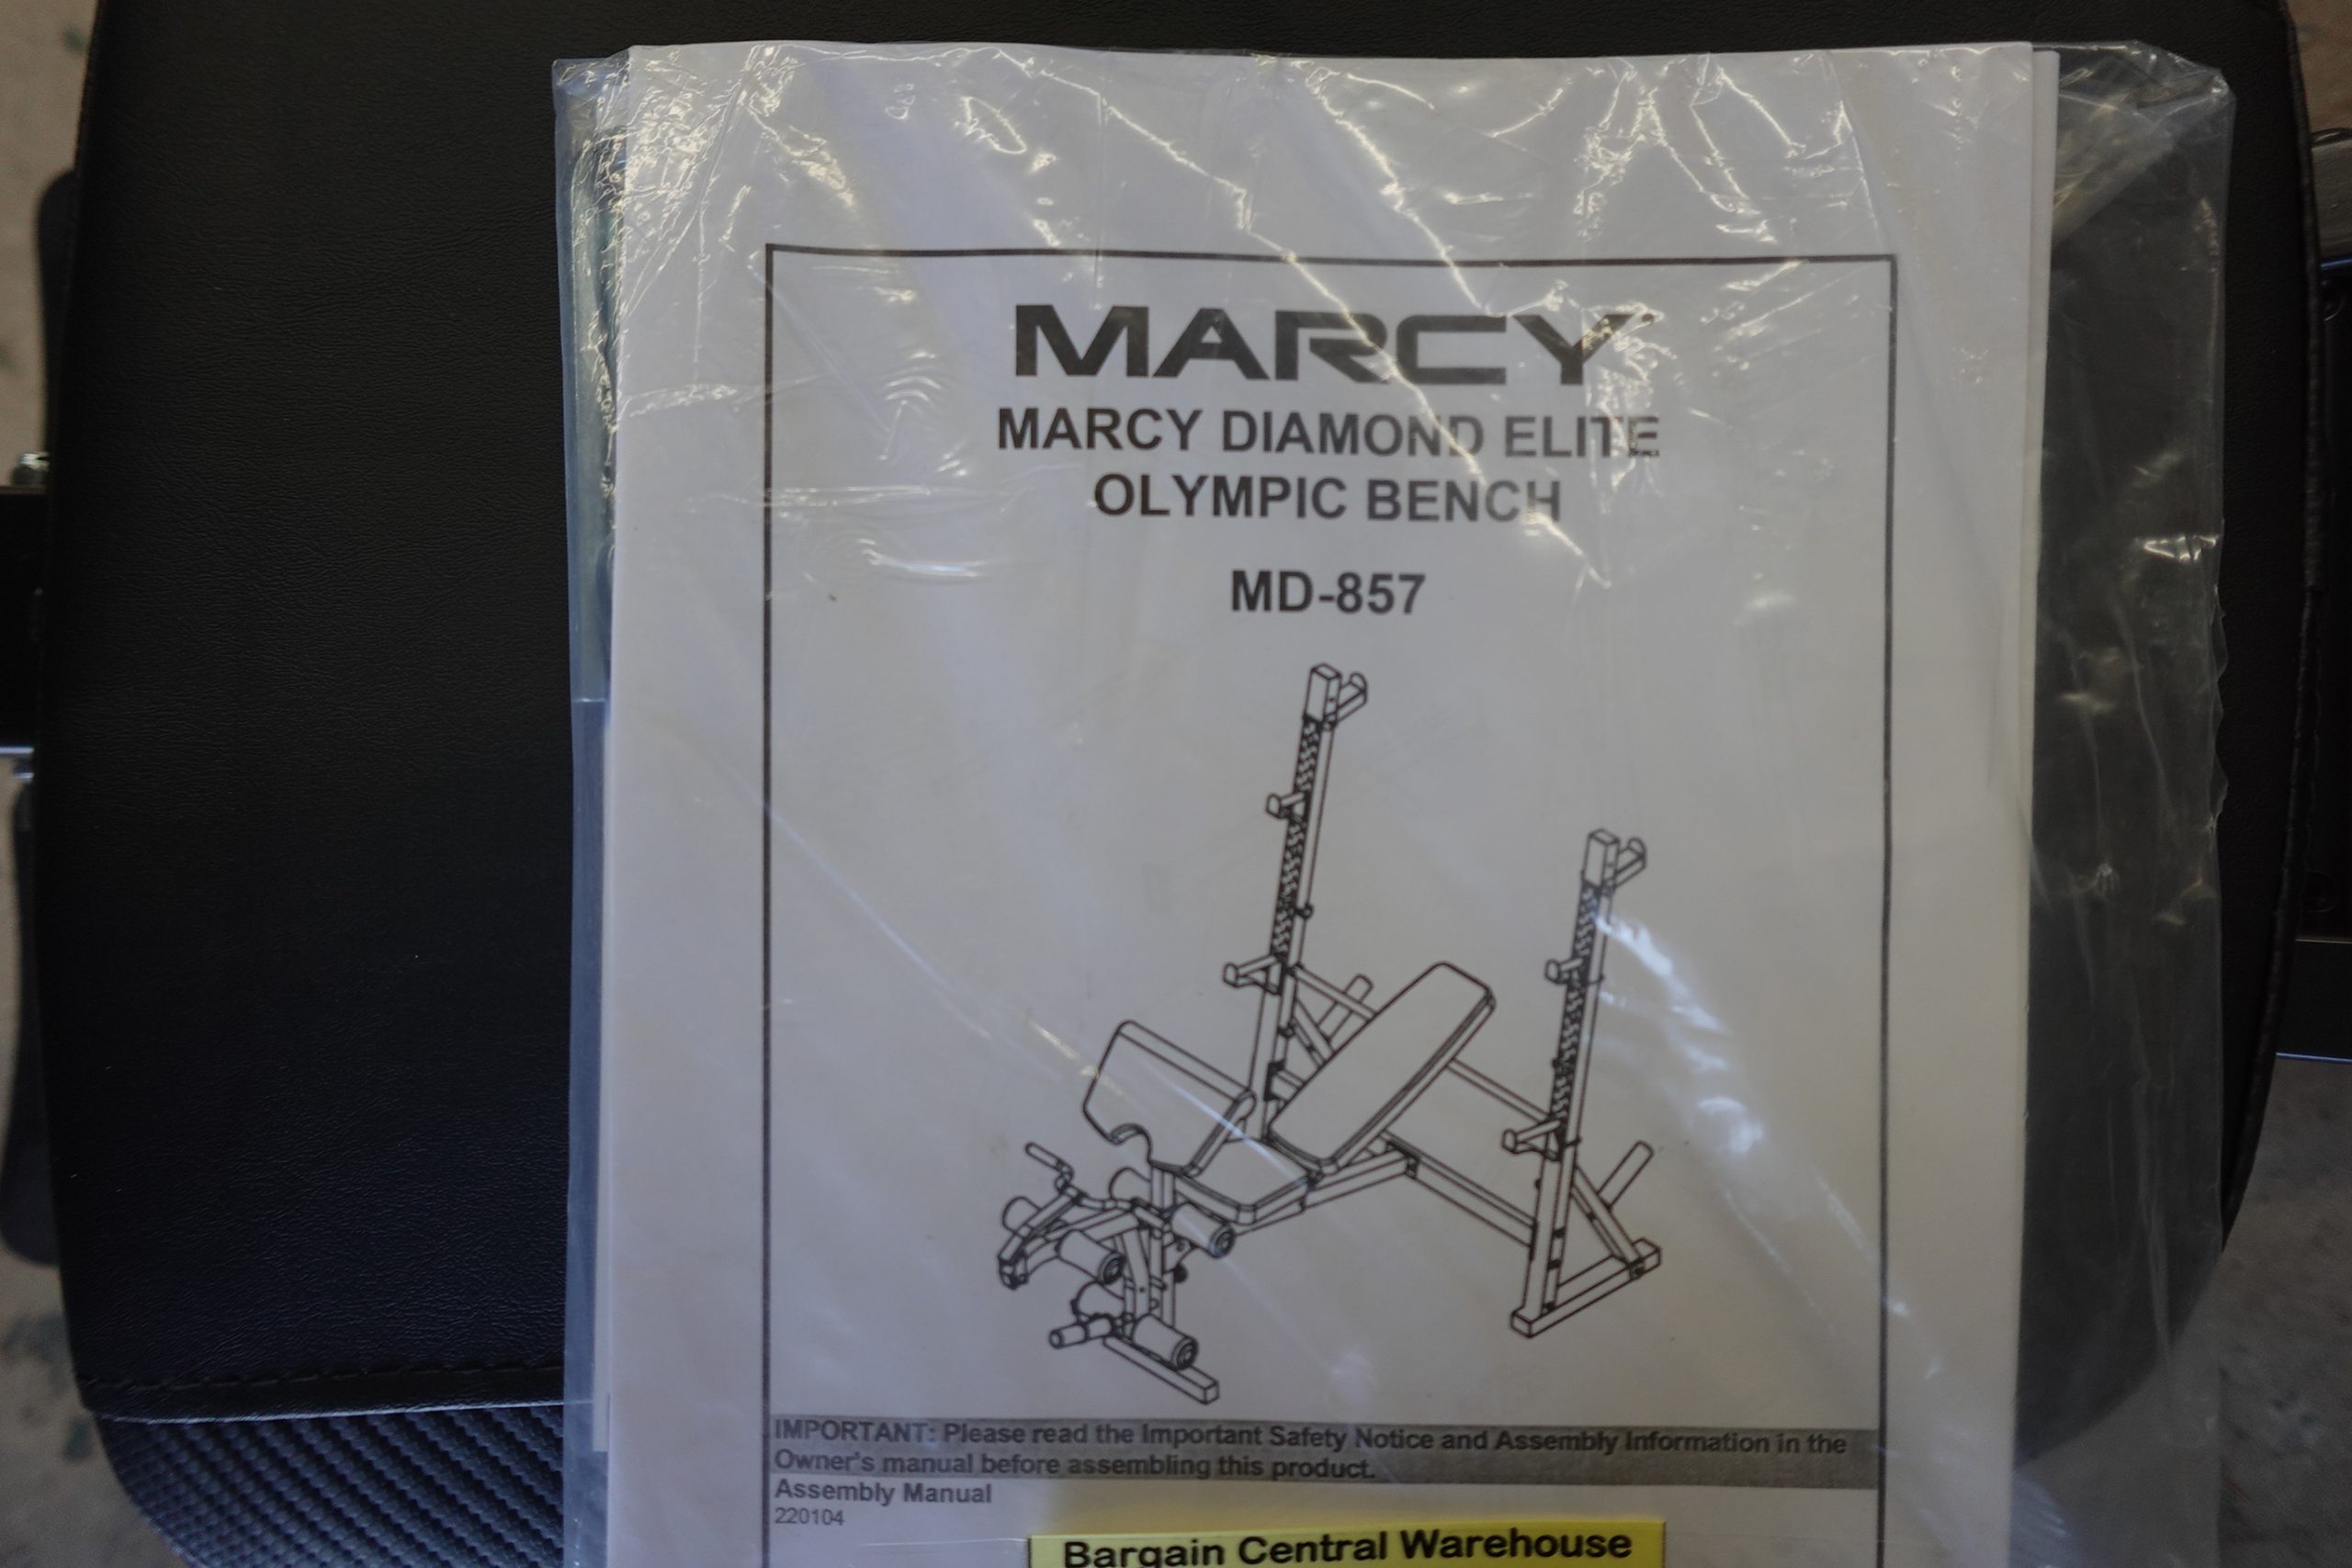 MARCY
MARCY DIAMOND ELITE
OLYMPIC BENCH
MD-857
IMPORTANT: Please read the Important Safety Notice and Assembly Information in the
Owner's manual before assembling this product.
Assembly Manual
220104
Bargain Central Warehouse